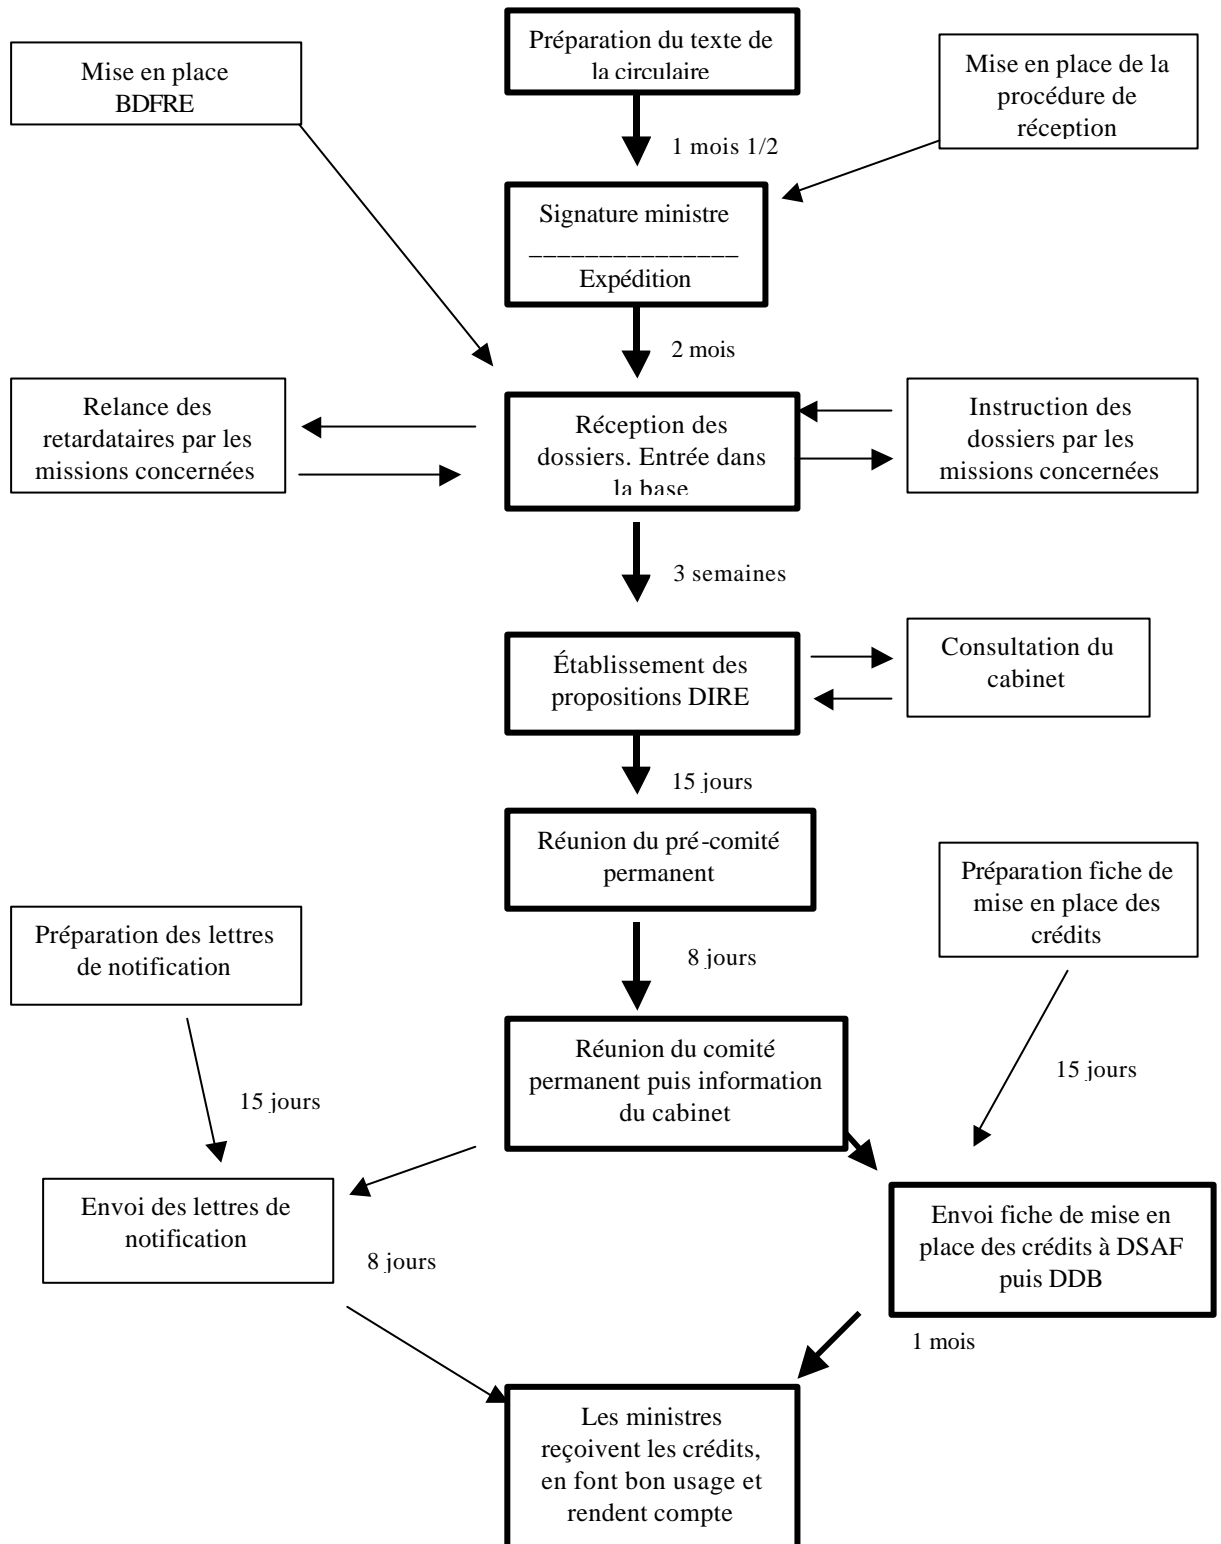 Préparation du texte de
la circulaire
Mise en place
BDFRE
Mise en place de la
procédure de
réception
1 mois 1/2
Signature ministre
_______________
Expédition
2 mois
Relance des
retardataires par les
missions concernées
Réception des
dossiers. Entrée dans
la base
Instruction des
dossiers par les
missions concernées
3 semaines
Établissement des
propositions DIRE
Consultation du
cabinet
15 jours
Réunion du pré-comité
permanent
Préparation fiche de
mise en place des
crédits
Préparation des lettres
de notification
8 jours
Réunion du comité
permanent puis information
du cabinet
15 jours
15 jours
Envoi des lettres de
notification
8 jours
Envoi fiche de mise en
place des crédits à DSAF
puis DDB
1 mois
Les ministres
reçoivent les crédits,
en font bon usage et
rendent compte